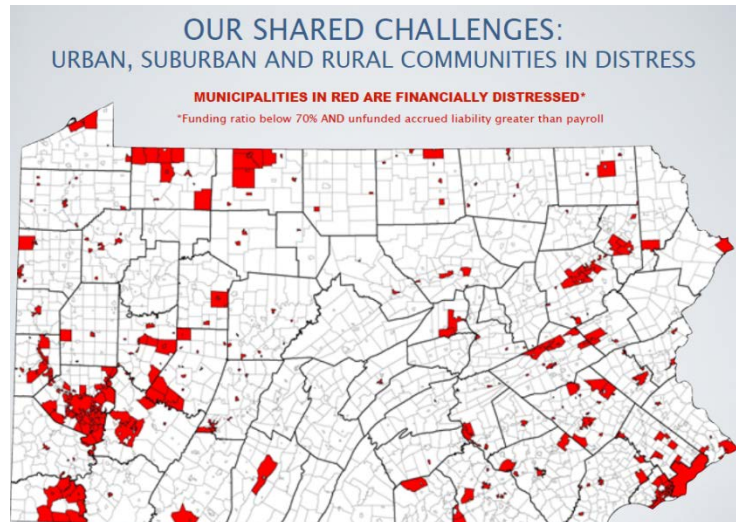 OUR SHARED CHALLENGES:
URBAN, SUBURBAN AND RURAL COMMUNITIES IN DISTRESS
MUNICIPALITIES IN RED ARE FINANCIALLY DISTRESSED*
*Funding ratio below 70% AND unfunded accrued liability greater than payroll